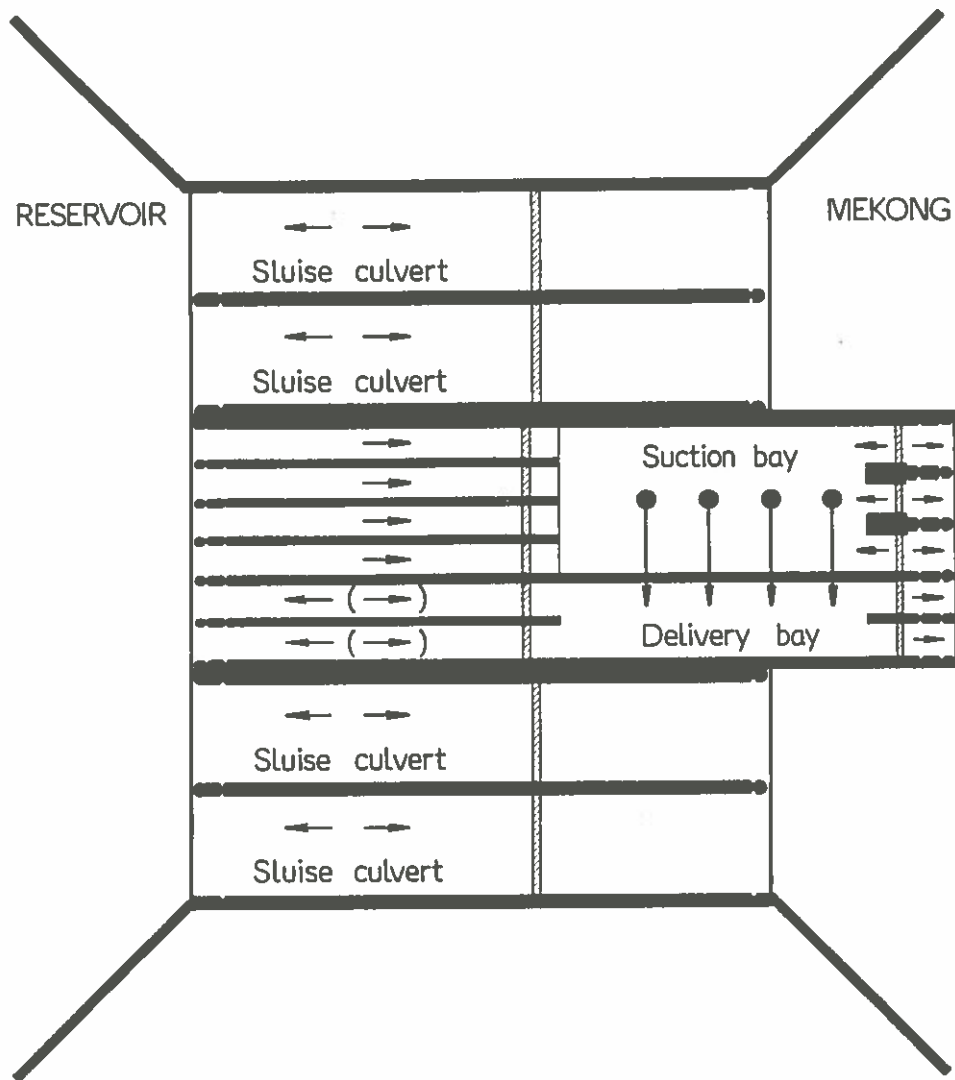 RESERVOIR
MEKONG
Sluise culvert
Sluise culvert
Suction bay
Delivery bay
Sluise culvert
Sluise culvert